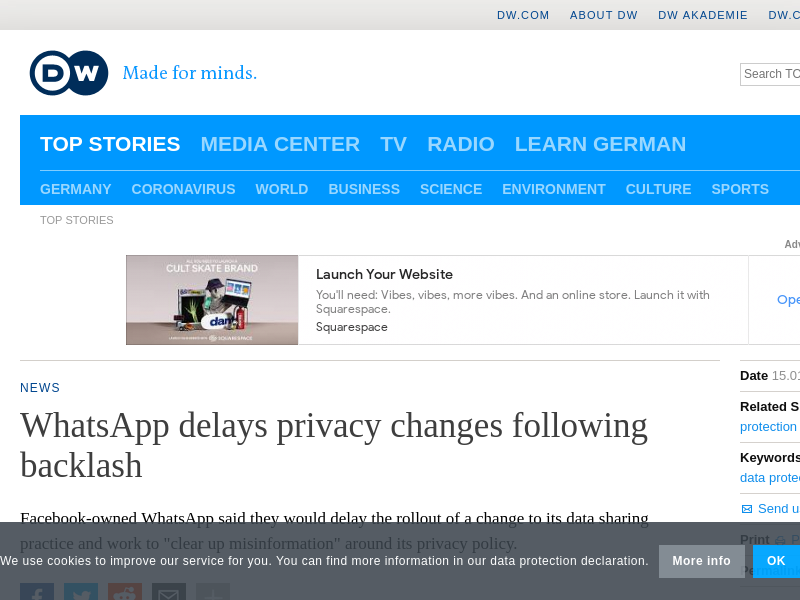 DW.COM ABOUT DW DW AKADEMIE
DW Made for minds.
Search
TOP STORIES MEDIA CENTER TV RADIO LEARN GERMAN
GERMANY CORONAVIRUS WORLD BUSINESS SCIENCE ENVIRONMENT CULTURE SPORTS
TOP STORIES
CULT SKATE BRAND
dan
SQUARESPACE
Launch Your Website
You'll need: Vibes, vibes, more vibes. And an online store. Launch it with
Squarespace.
Squarespace
NEWS
WhatsApp delays privacy changes following
backlash
Facebook-owned WhatsApp said they would delay the rollout of a change to its data sharing
practice and work to "clear up misinformation" around its privacy policy.
Date 15.01
Related S
protection
Keywords
data prote
Send u
Print P
Permalink
We use cookies to improve our service for you. You can find more information in our data protection declaration. More info OK